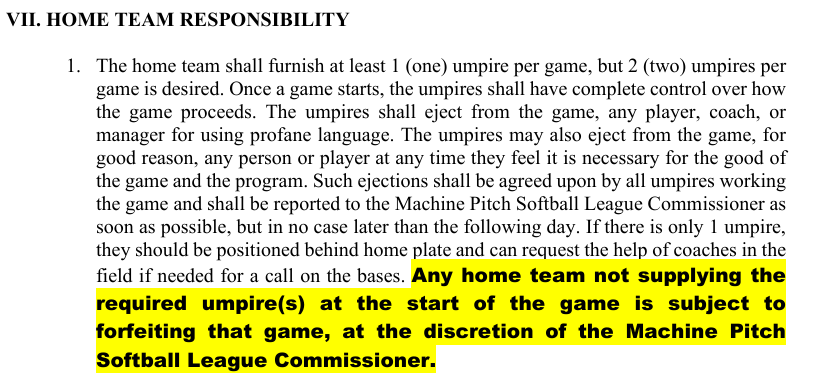 VII. HOME TEAM RESPONSIBILITY
1. The home team shall furnish at least 1 (one) umpire per game, but 2 (two) umpires per
game is desired. Once a game starts, the umpires shall have complete control over how
the game proceeds. The umpires shall eject from the game, any player, coach, or
manager for using profane language. The umpires may also eject from the game, for
good reason, any person or player at any time they feel it is necessary for the good of
the game and the program. Such ejections shall be agreed upon by all umpires working
the game and shall be reported to the Machine Pitch Softball League Commissioner as
soon as possible, but in no case later than the following day. If there is only 1 umpire,
they should be positioned behind home plate and can request the help of coaches in the
field if needed for a call on the bases. Any home team not supplying the
required umpire(s) at the start of the game is subject to
forfeiting that game, at the discretion of the Machine Pitch
Softball League Commissioner.